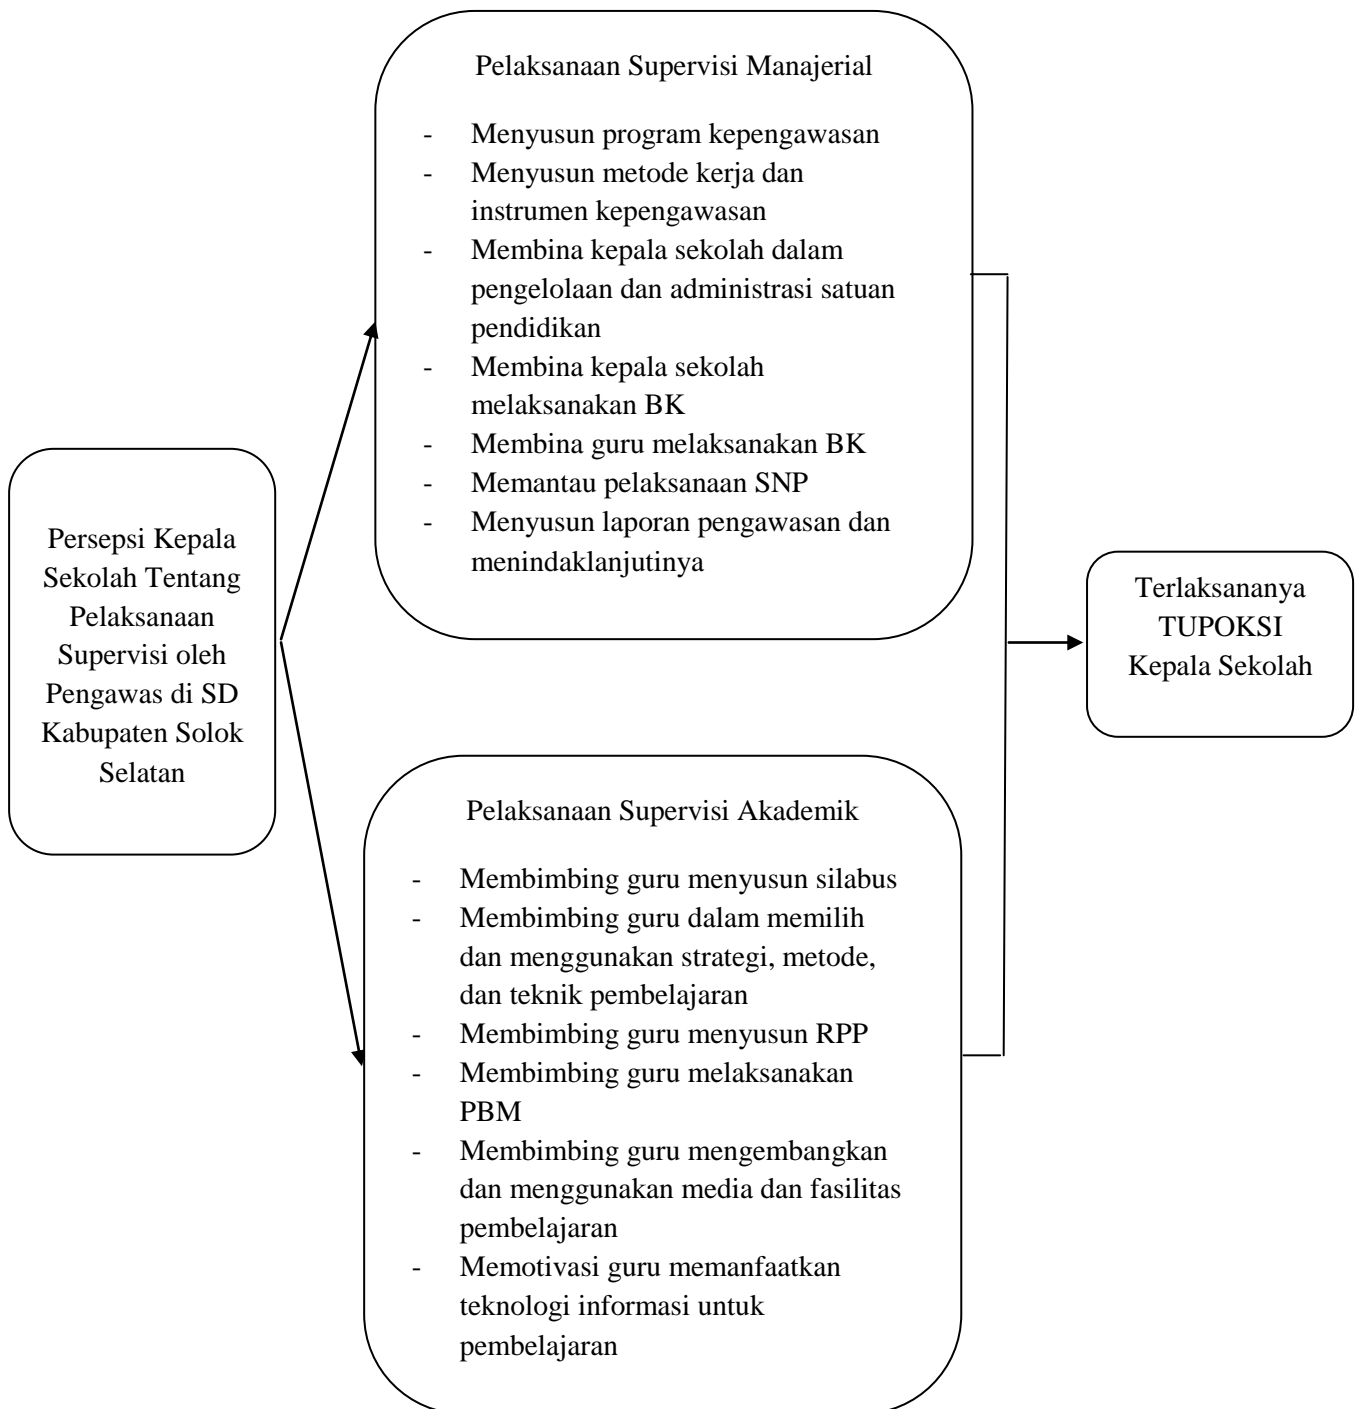 Pelaksanaan Supervisi Manajerial
- Menyusun program kepengawasan
- Menyusun metode kerja dan
instrumen kepengawasan
- Membina kepala sekolah dalam
pengelolaan dan administrasi satuan
pendidikan
- Membina kepala sekolah
melaksanakan BK
- Membina guru melaksanakan BK
- Memantau pelaksanaan SNP
- Menyusun laporan pengawasan dan
menindaklanjutinya
Persepsi Kepala
Sekolah Tentang
Pelaksanaan
Supervisi oleh
Pengawas di SD
Kabupaten Solok
Selatan
Terlaksananya
TUPOKSI
Kepala Sekolah
Pelaksanaan Supervisi Akademik
- Membimbing guru menyusun silabus
- Membimbing guru dalam memilih
dan menggunakan strategi, metode,
dan teknik pembelajaran
- Membimbing guru menyusun RPP
- Membimbing guru melaksanakan
PBM
- Membimbing guru mengembangkan
dan menggunakan media dan fasilitas
pembelajaran
- Memotivasi guru memanfaatkan
teknologi informasi untuk
pembelajaran